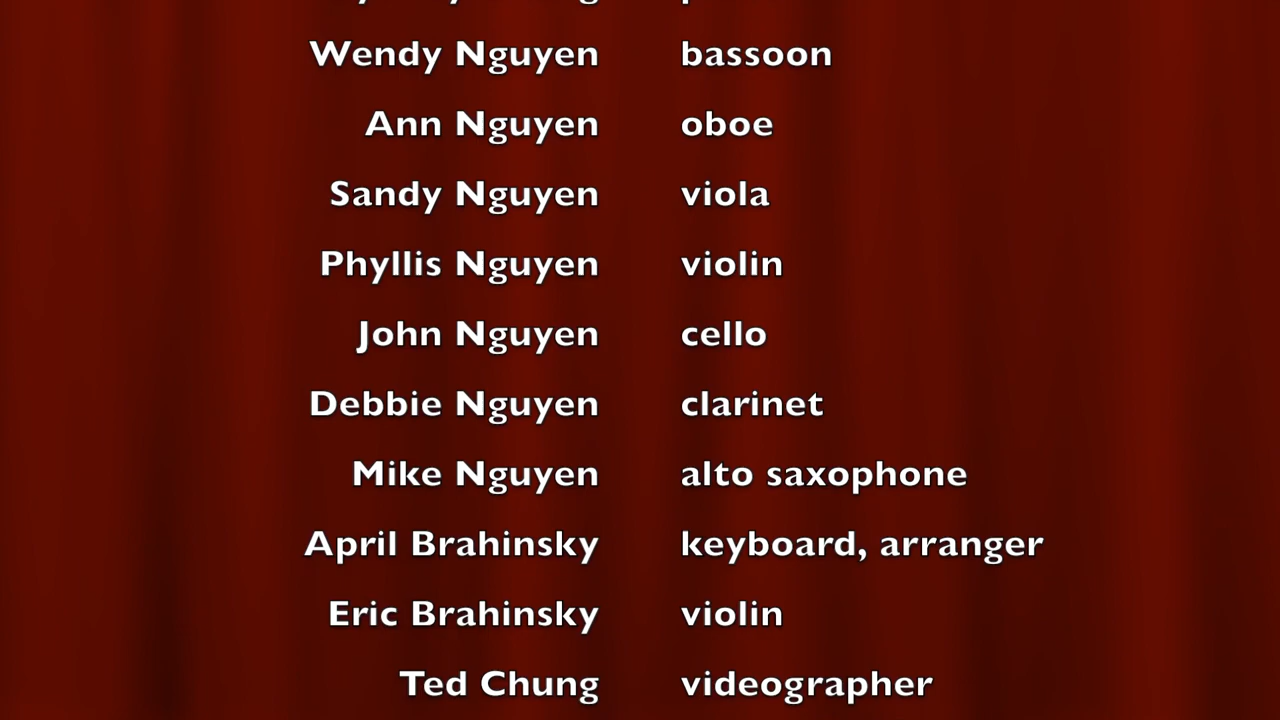 Wendy Nguyen bassoon
Ann Nguyen oboe
Sandy Nguyen viola
Phyllis Nguyen violin
John Nguyen cello
Debbie Nguyen clarinet
Mike Nguyen alto saxophone
April Brahinsky keyboard, arranger
Eric Brahinsky violin
Ted Chung videographer